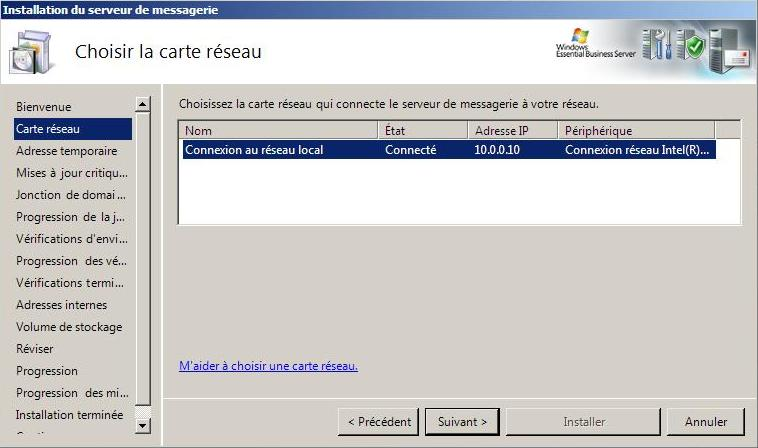 Installation du serveur de messagerie
Choisir la carte réseau
Windows
Essential Business Server
Bienvenue
Carte réseau
Adresse temporaire
Mises à jour critiqu...
Jonction de domai...
Progression de la j...
Vérifications d'envi...
Progression des vé...
Vérifications termi...
Adresses internes
Volume de stockage
Réviser
Progression
Progression des mi...
Installation terminée
Choisissez la carte réseau qui connecte le serveur de messagerie à votre réseau.
Nom État Adresse IP Périphérique
Connexion au réseau local Connecté 10.0.0.10 Connexion réseau Intel(R)...
M'aider à choisir une carte réseau.
< Précédent Suivant > Installer Annuler